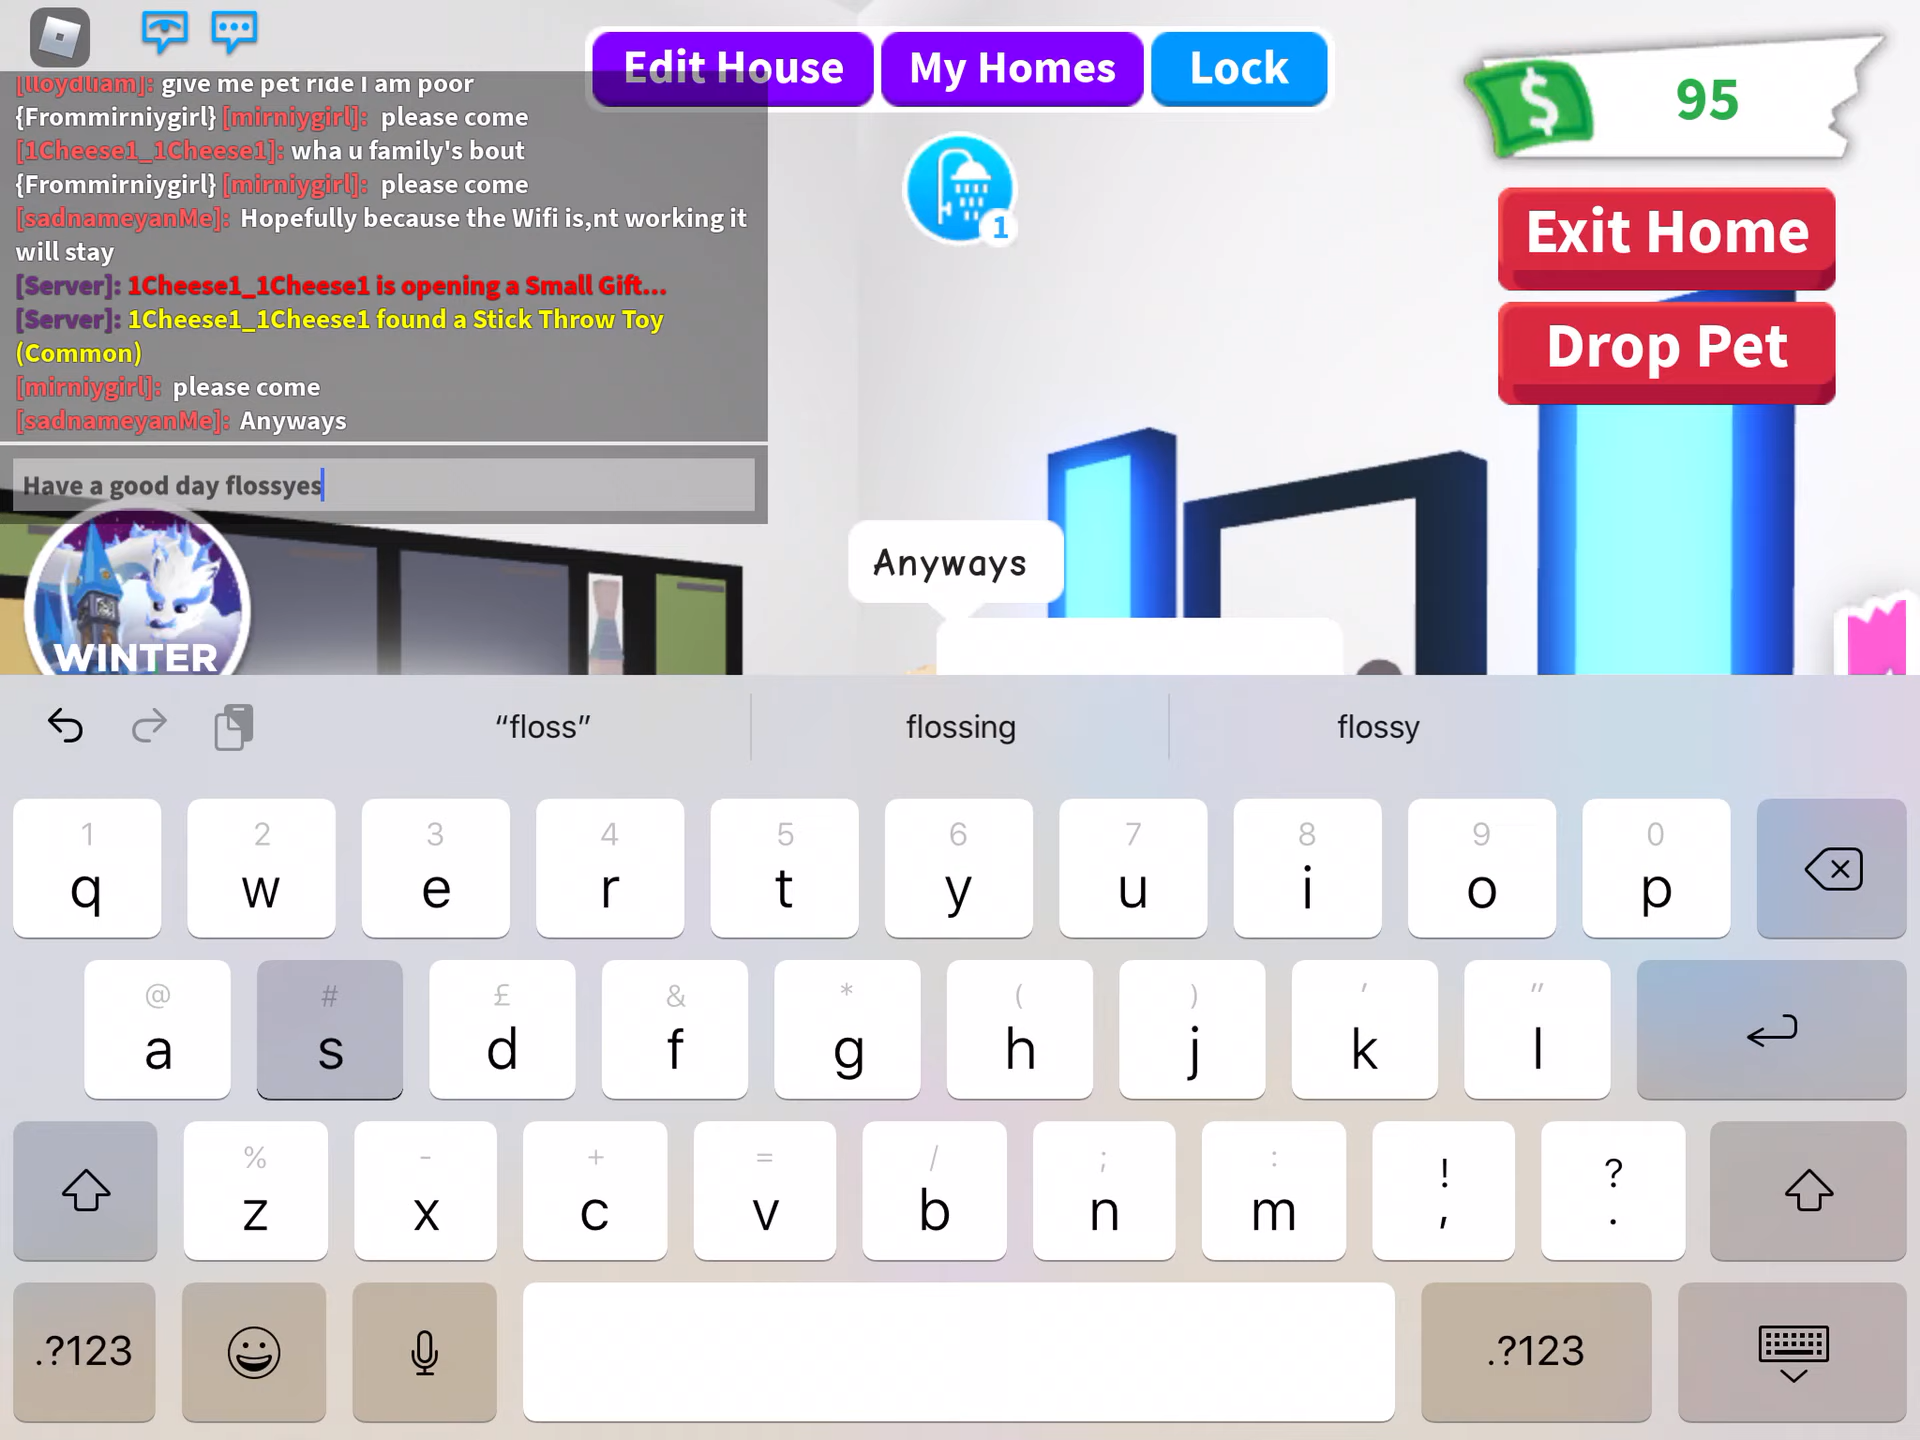 Edit House My Homes Lock
95
[lloydliam]: give me pet ride I am poor
{Frommirniygirl} [mirniygirl]: please come
[1Cheese1_1Cheese1]: wha u family's bout
{Frommirniygirl} [mirniygirl]: please come
[sadnameyanMe]: Hopefully because the Wifi is,nt working it
will stay
[Server]: 1Cheese1_1Cheese1 is opening a Small Gift...
[Server]: 1Cheese1_1Cheese1 found a Stick Throw Toy
(Common)
[mirniygirl]: please come
[sadnameyanMe]: Anyways
Have a good day flossyes
1
Exit Home
Drop Pet
Anyways
WINTER
“floss” flossing flossy
1 2 3 4 5 6 7 8 9 0
q w e r t y u i o p
@ # £ & * ( ) ' "
a s d f g h j k l
% - + = / ; : ! ?
z x c v b n m , .
.?123 .?123